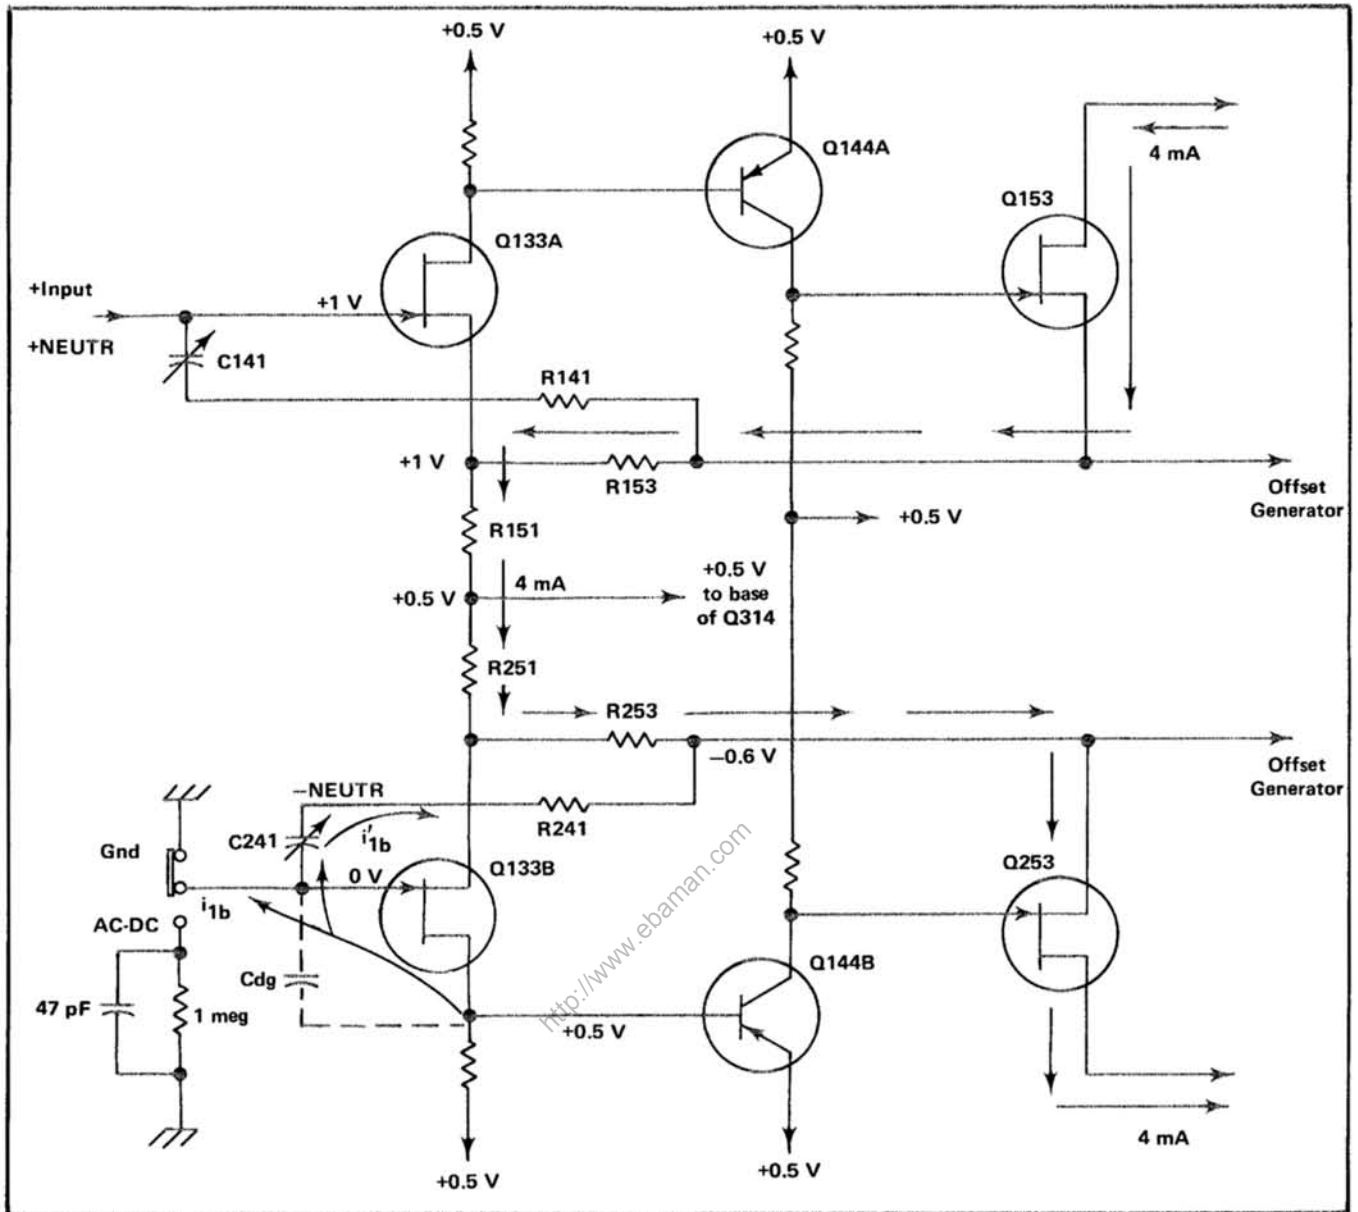 +0.5 V
+0.5 V
Q144A
4 mA
Q153
Q133A
+Input
+1 V
+NEUTR
C141
R141
+1 V
R153
Offset
Generator
R151
+0.5 V
4 mA
+0.5 V
to base
of Q314
+0.5 V
R251
R253
-0.6 V
Offset
Generator
-NEUTR
R241
C241
i'1b
Gnd
0 V
Q133B
Q253
i1b
AC-DC
Cdg
Q144B
47 pF
1 meg
+0.5 V
http://www.ebaman.com
4 mA
+0.5 V
+0.5 V